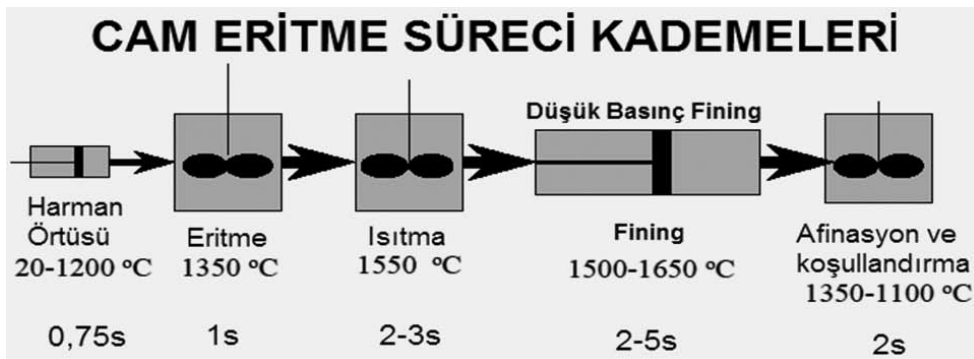 CAM ERİTME SÜRECİ KADEMELERİ
Düşük Basınç Fining
Harman
Örtüsü
20-1200 ºC
0,75s
Eritme
1350 ºC
1s
Isıtma
1550 ºC
2-3s
Fining
1500-1650 ºC
2-5s
Afinasyon ve
koşullandırma
1350-1100 ºC
2s